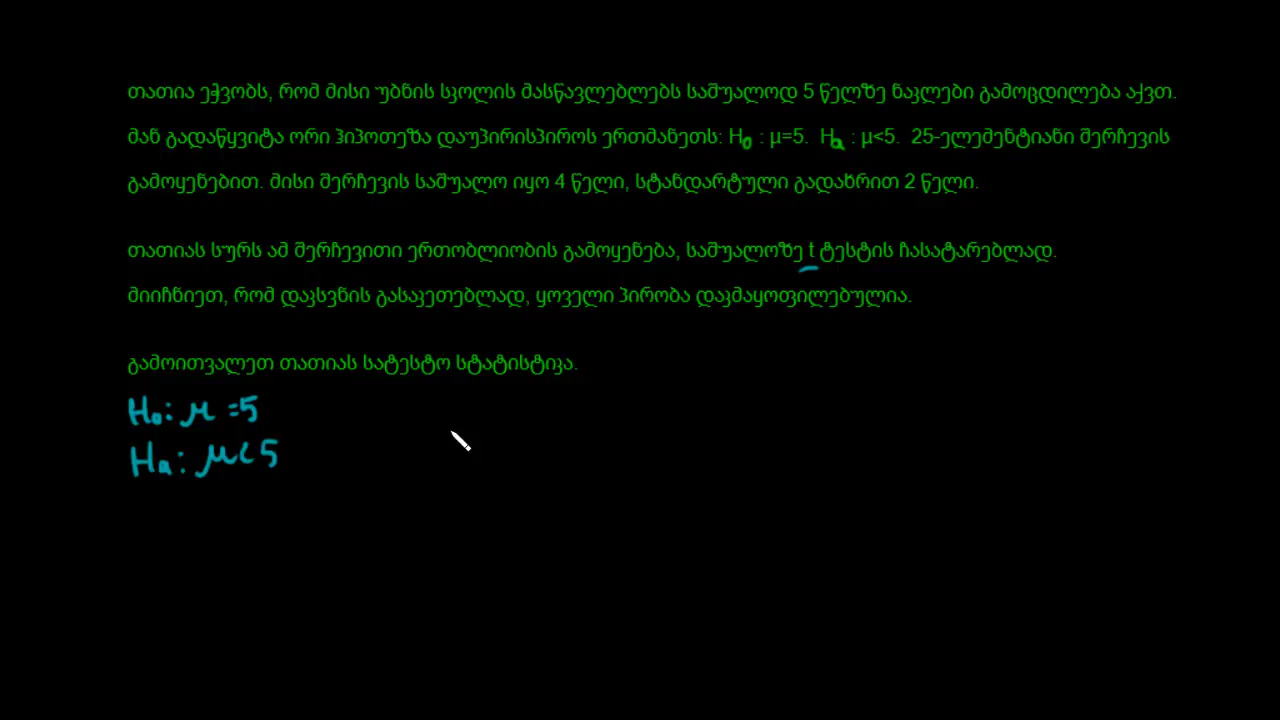 თათია ეჭვობს, რომ მისი უბნის სკოლის მასწავლებლებს საშუალოდ 5 წელზე ნაკლები გამოცდილება აქვთ.
მან გადაწყვიტა ორი ჰიპოთეზა დაუპირისპიროს ერთმანეთს: H₀ : μ=5. Hₐ : μ<5. 25-ელემენტიანი შერჩევის
გამოყენებით. მისი შერჩევის საშუალო იყო 4 წელი, სტანდარტული გადახრით 2 წელი.
თათიას სურს ამ შერჩევითი ერთობლიობის გამოყენება, საშუალოზე t ტესტის ჩასატარებლად.
მიიჩნიეთ, რომ დაკსვნის გასაკეთებლად, ყოველი პირობა დაკმაყოფილებულია.
გამოითვალეთ თათიას სატესტო სტატისტიკა.
H₀: μ =5
Hₐ: μ< 5